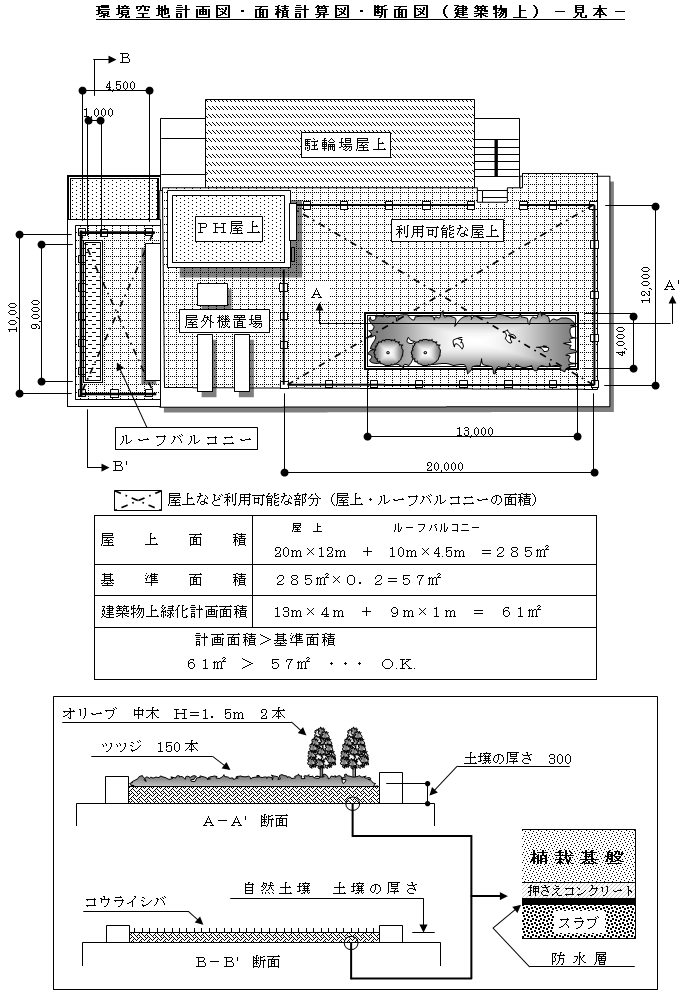 環境空地計画図・面積計算図・断面図（建築物上）－見本－
B
4,500
1,000
駐輪場屋上
ＰＨ屋上
利用可能な屋上
A
A'
12,000
10,00
9,000
4,000
屋外機置場
13,000
ルーフバルコニー
B'
20,000
屋上など利用可能な部分（屋上・ルーフバルコニーの面積）
屋上面積
屋上 ルーフバルコニー
20m×12m ＋ 10m×4.5m ＝２８５㎡
基準面積 ２８５㎡×０．２＝５７㎡
建築物上緑化計画面積 13m×４m ＋ ９m×１m ＝ ６１㎡
計画面積＞基準面積
６１㎡ ＞ ５７㎡ ・・・ O.K.
オリーブ 中木 H＝1．5m 2本
ツツジ 150本
土壌の厚さ 300
A－A' 断面
植栽基盤
押さえコンクリート
スラブ
防水層
自然土壌 土壌の厚さ
コウライシバ
B－B' 断面